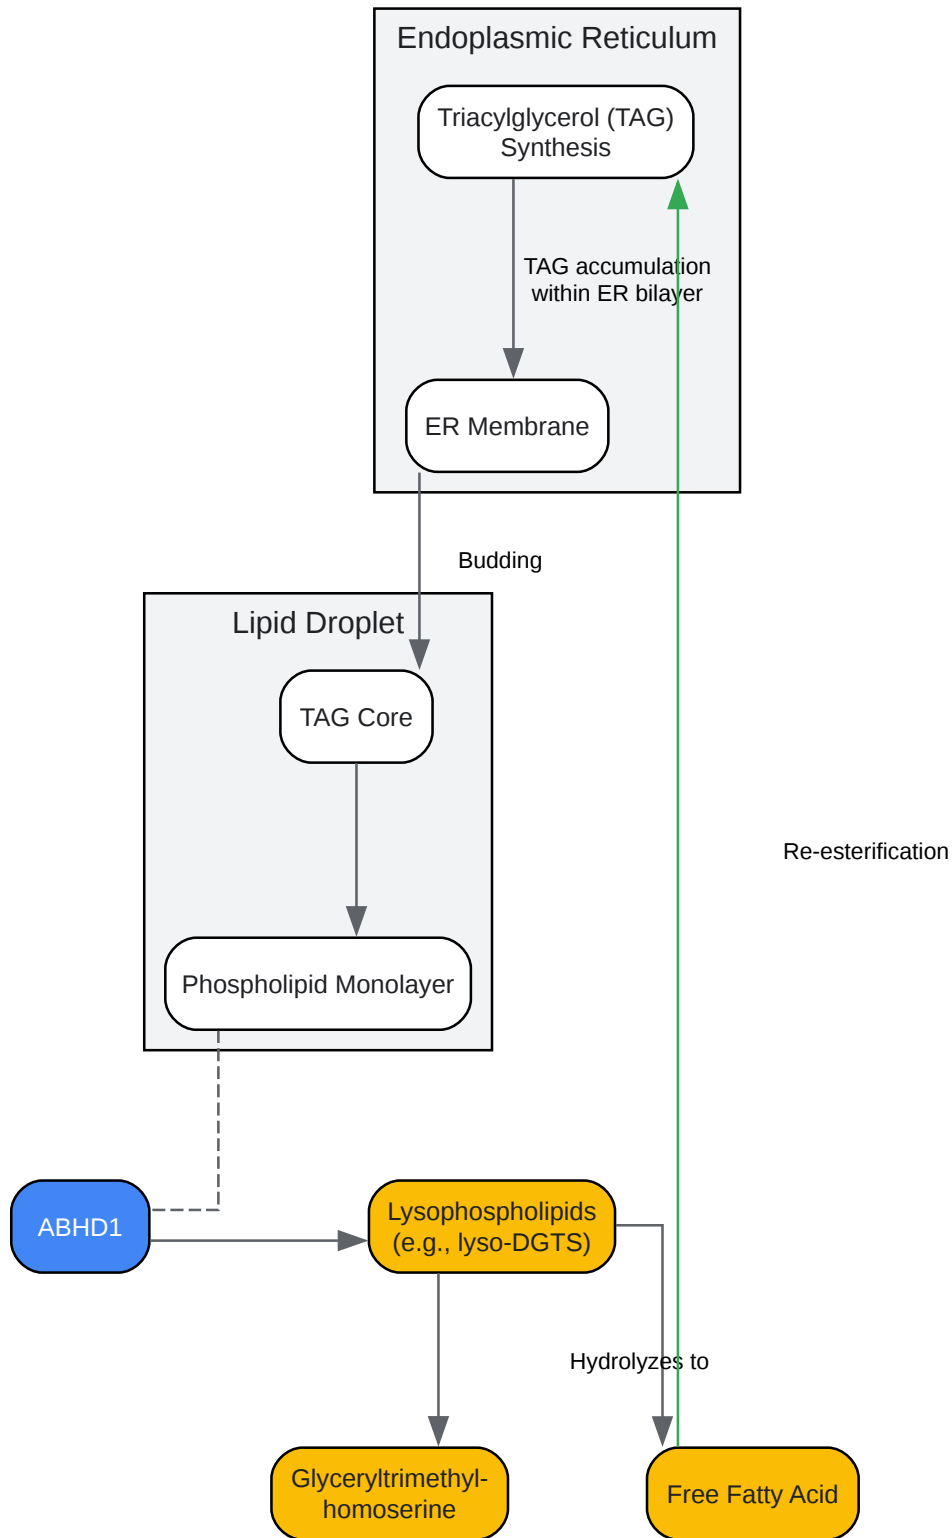 Endoplasmic Reticulum
Triacylglycerol (TAG)
Synthesis
TAG accumulation
within ER bilayer
ER Membrane
Budding
Lipid Droplet
TAG Core
Re-esterification
Phospholipid Monolayer
ABHD1
Lysophospholipids
(e.g., lyso-DGTS)
Hydrolyzes to
Glyceryltrimethyl-
homoserine
Free Fatty Acid